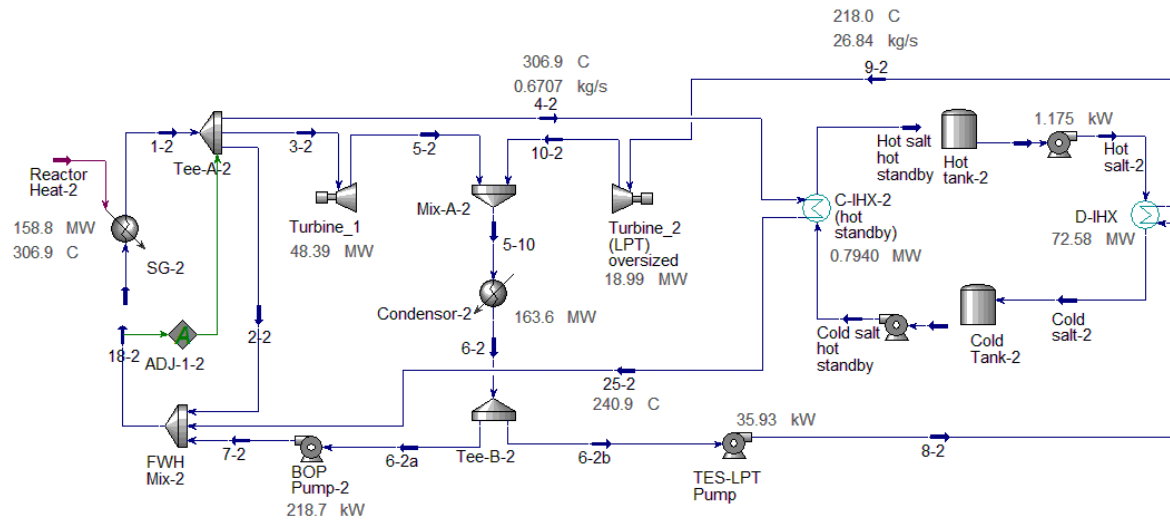 218.0 C
26.84 kg/s
9-2
306.9 C
0.6707 kg/s
4-2
1-2
3-2
5-2
10-2
Tee-A-2
Reactor
Heat-2
158.8 MW
306.9 C
SG-2
Turbine_1
48.39 MW
Mix-A-2
Turbine_2
(LPT)
oversized
18.99 MW
C-IHX-2
(hot
standby)
0.7940 MW
Hot salt
hot
standby
Hot
tank-2
1.175 kW
Hot
salt-2
D-IHX
72.58 MW
5-10
Condensor-2
163.6 MW
18-2
A
ADJ-1-2
2-2
6-2
25-2
240.9 C
Cold salt
hot
standby
Cold
Tank-2
Cold
salt-2
FWH
Mix-2
7-2
BOP
Pump-2
218.7 kW
6-2a
Tee-B-2
6-2b
35.93 kW
TES-LPT
Pump
8-2